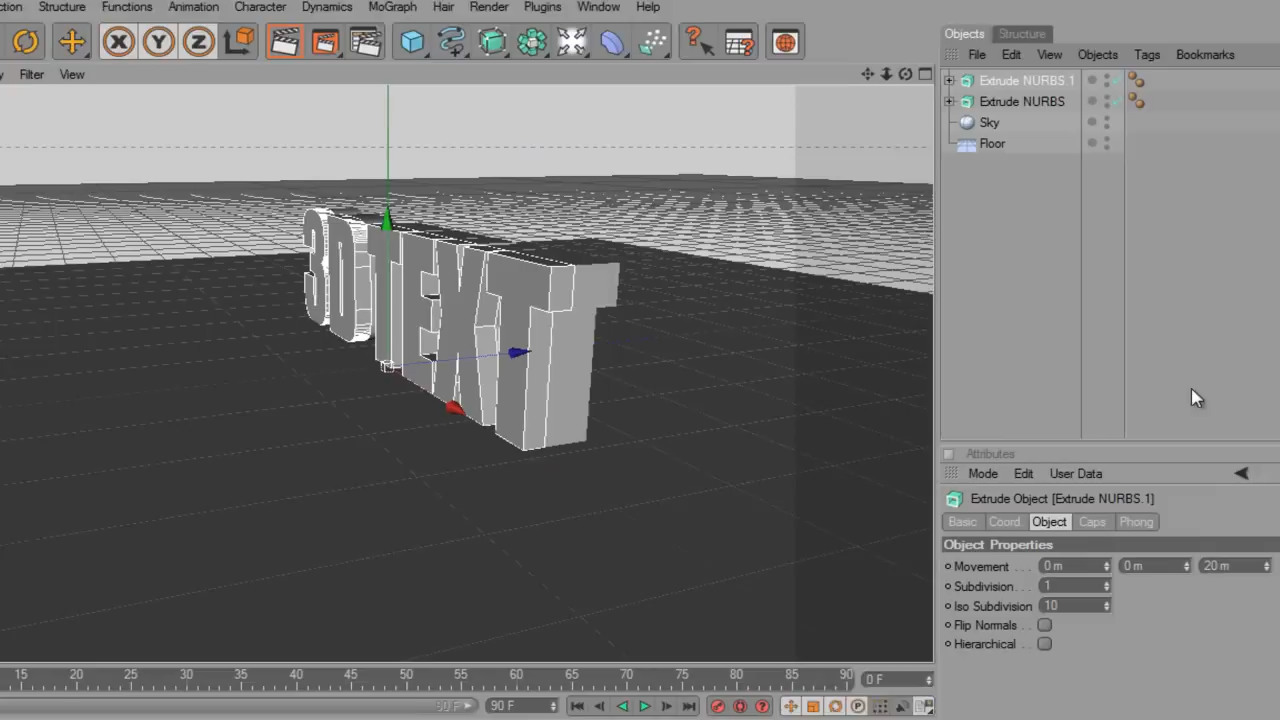 ction Structure Functions Animation Character Dynamics MoGraph Hair Render Plugins Window Help
X Y Z
y Filter View
Objects Structure
File Edit View Objects Tags Bookmarks
Extrude NURBS.1
Extrude NURBS
Sky
Floor
3D TEXT
Attributes
Mode Edit User Data
Extrude Object [Extrude NURBS.1]
Basic Coord Object Caps Phong
Object Properties
Movement . . . 0 m 0 m 20 m
Subdivision. . . 1
Iso Subdivision 10
Flip Normals . .
Hierarchical . . .
15 20 25 30 35 40 45 50 55 60 65 70 75 80 85 90 0 F
90 F 90 F P